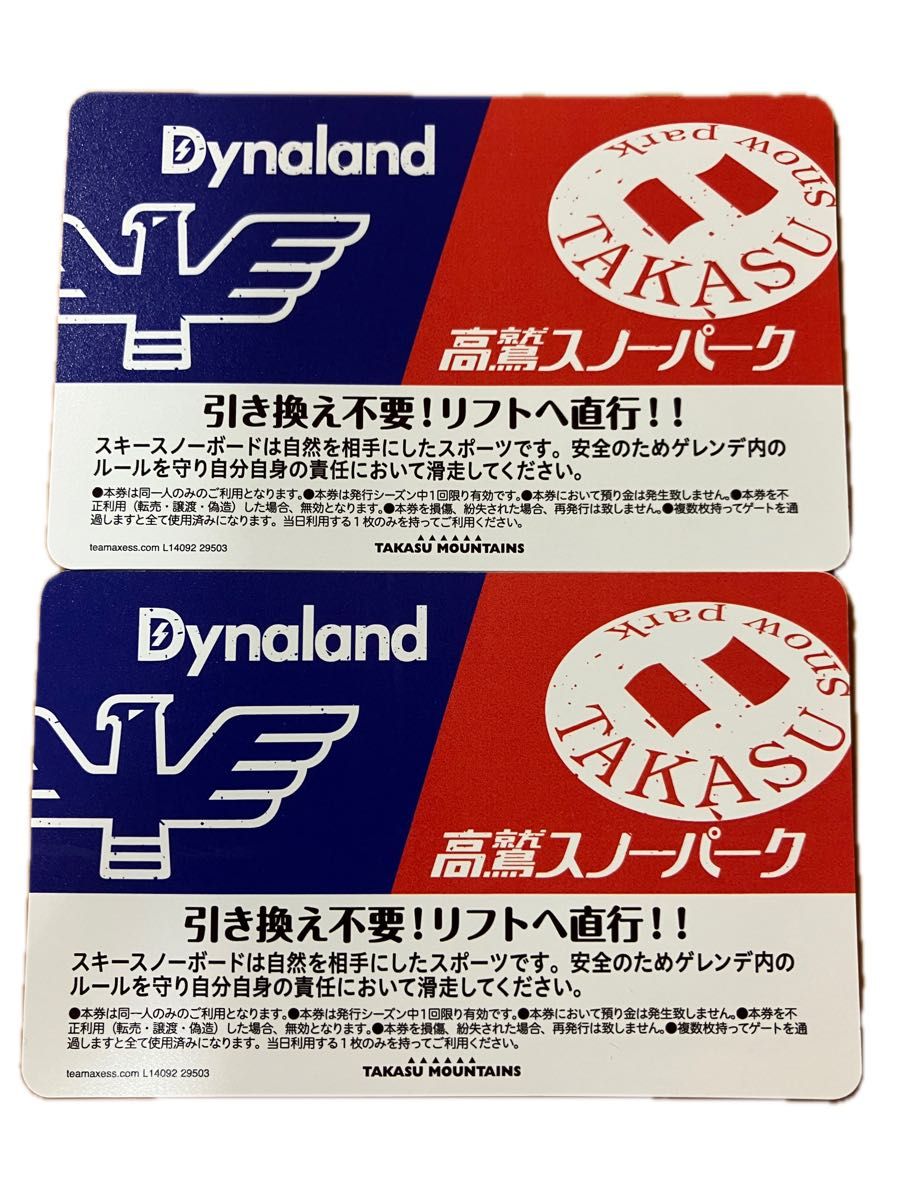 Dynaland
TAKASU
snow park
高鷲スノーパーク
引き換え不要！リフトへ直行！！
スキースノーボードは自然を相手にしたスポーツです。安全のためゲレンデ内の
ルールを守り自分自身の責任において滑走してください。
●本券は同一人のみのご利用となります。●本券は発行シーズン中1回限り有効です。●本券において預り金は発生致しません。●本券を不
正利用（転売・譲渡・偽造）した場合、無効となります。●本券を損傷、紛失された場合、再発行は致しません。●複数枚持ってゲートを通
過しますと全て使用済みになります。当日利用する1枚のみを持ってご利用ください。
teamaxess.com L14092 29503
TAKASU MOUNTAINS
Dynaland
TAKASU
snow park
高鷲スノーパーク
引き換え不要！リフトへ直行！！
スキースノーボードは自然を相手にしたスポーツです。安全のためゲレンデ内の
ルールを守り自分自身の責任において滑走してください。
●本券は同一人のみのご利用となります。●本券は発行シーズン中1回限り有効です。●本券において預り金は発生致しません。●本券を不
正利用（転売・譲渡・偽造）した場合、無効となります。●本券を損傷、紛失された場合、再発行は致しません。●複数枚持ってゲートを通
過しますと全て使用済みになります。当日利用する1枚のみを持ってご利用ください。
teamaxess.com L14092 29503
TAKASU MOUNTAINS